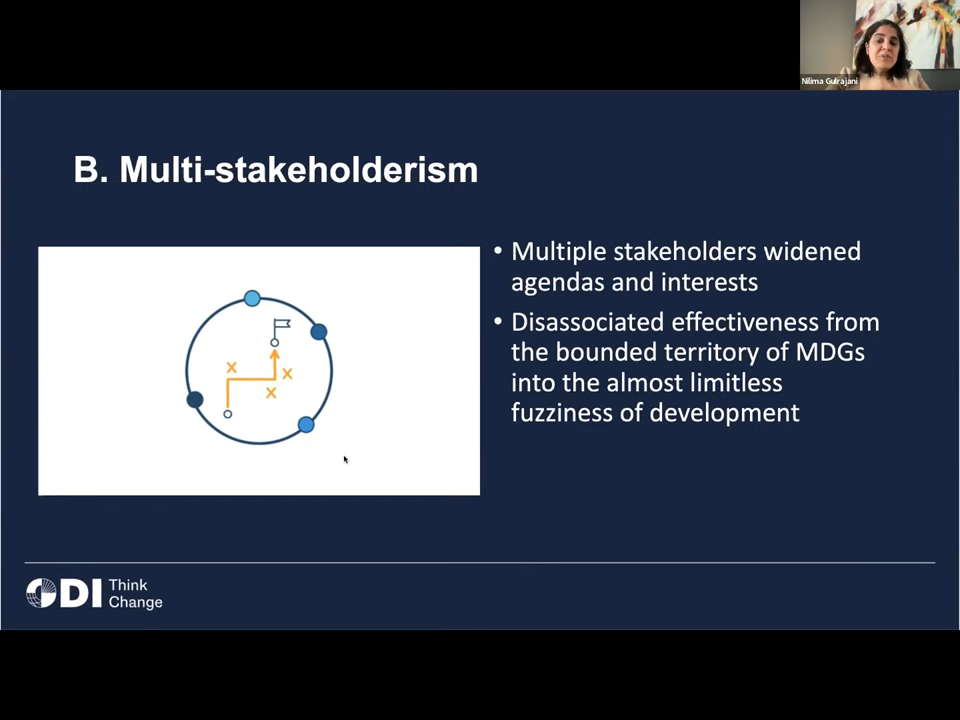 Nilima Gulrajani
B. Multi-stakeholderism
• Multiple stakeholders widened
agendas and interests
• Disassociated effectiveness from
the bounded territory of MDGs
into the almost limitless
fuzziness of development
x
x
x
ODI Think
Change